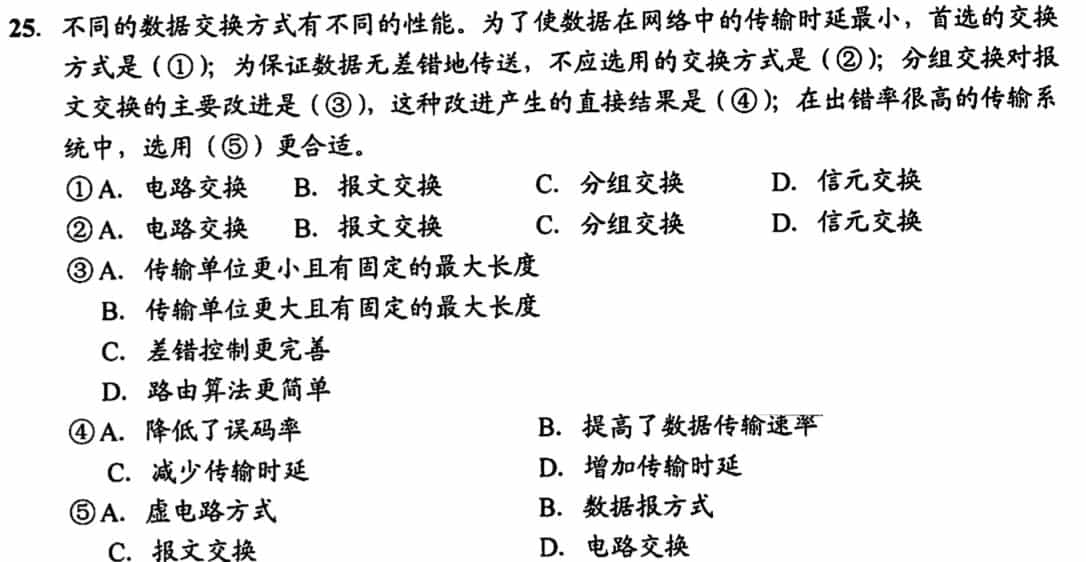 25. 不同的数据交换方式有不同的性能。为了使数据在网络中的传输时延最小，首选的交换
方式是（①）；为保证数据无差错地传送，不应选用的交换方式是（②）；分组交换对报
文交换的主要改进是（③），这种改进产生的直接结果是（④）；在出错率很高的传输系
统中，选用（⑤）更合适。
①A. 电路交换 B. 报文交换 C. 分组交换 D. 信元交换
②A. 电路交换 B. 报文交换 C. 分组交换 D. 信元交换
③A. 传输单位更小且有固定的最大长度
B. 传输单位更大且有固定的最大长度
C. 差错控制更完善
D. 路由算法更简单
④A. 降低了误码率 B. 提高了数据传输速率
C. 减少传输时延 D. 增加传输时延
⑤A. 虚电路方式 B. 数据报方式
C. 报文交换 D. 电路交换